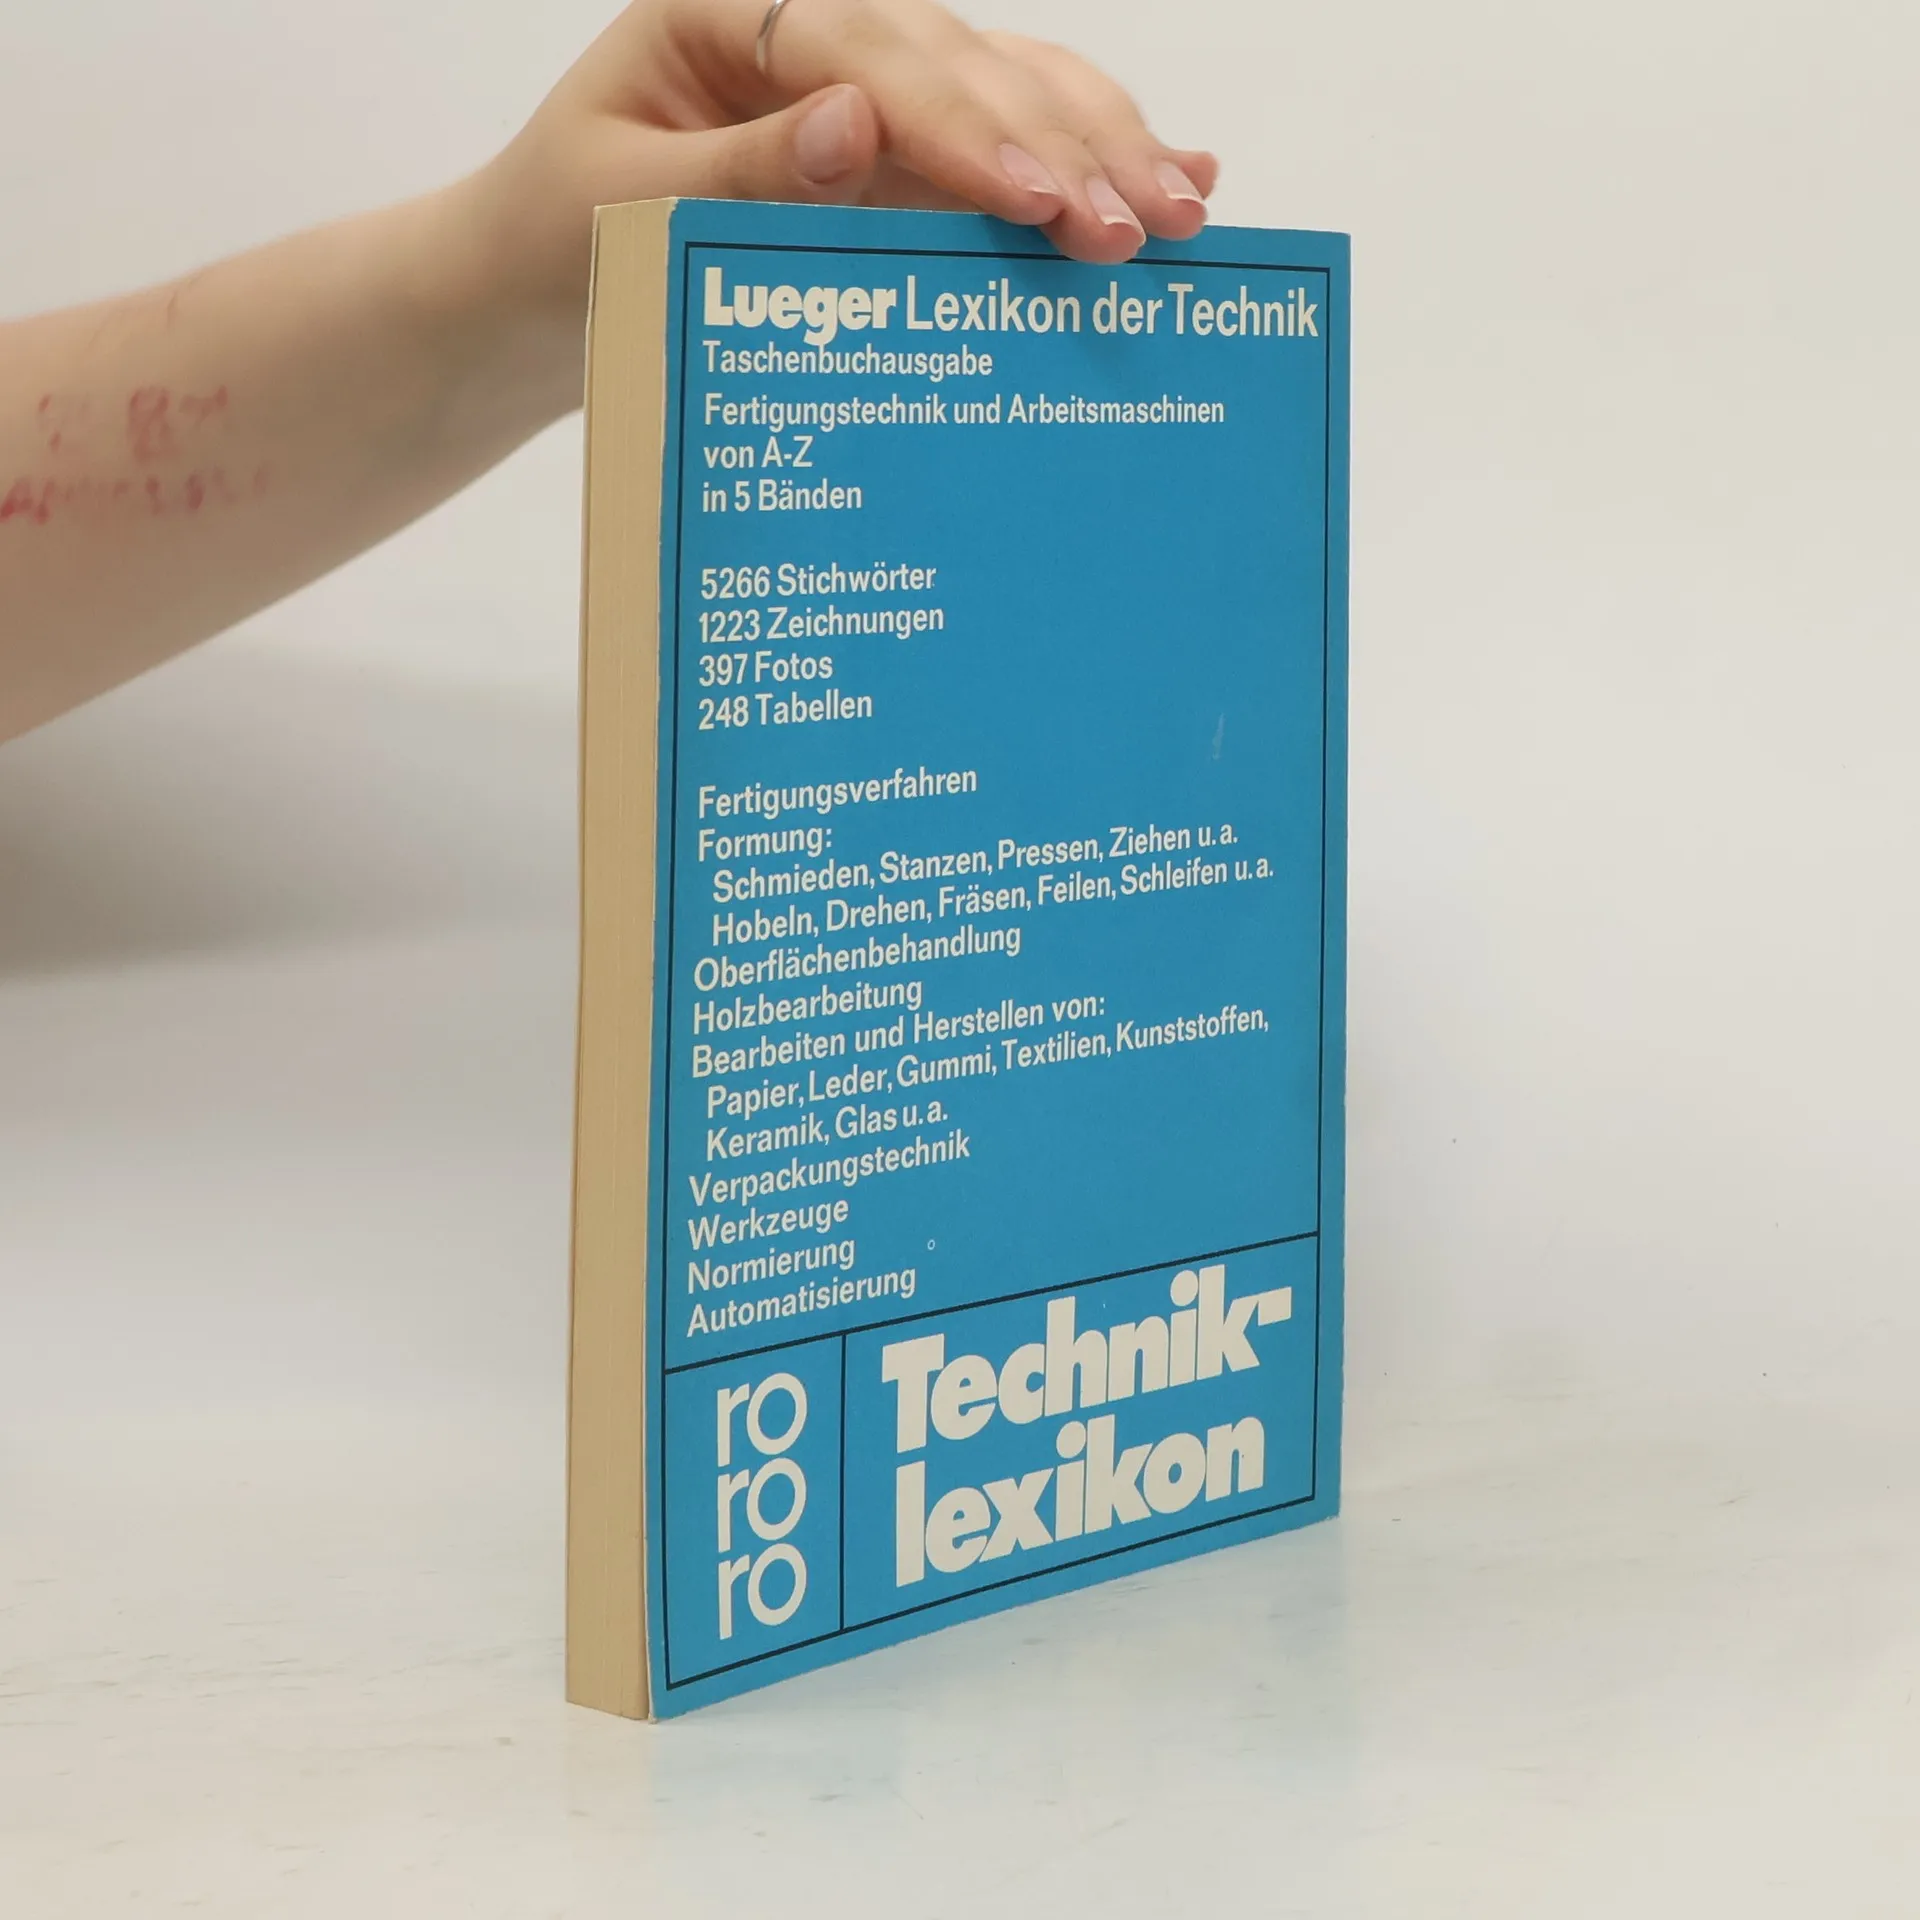 Lueger Lexikon der Technik
Taschenbuchausgabe
Fertigungstechnik und Arbeitsmaschinen
von A-Z
in 5 Bänden
5266 Stichwörter
1223 Zeichnungen
397 Fotos
248 Tabellen
Fertigungsverfahren
Formung:
Schmieden, Stanzen, Pressen, Ziehen u.a.
Hobeln, Drehen, Fräsen, Feilen, Schleifen u.a.
Oberflächenbehandlung
Holzbearbeitung
Bearbeiten und Herstellen von:
Papier, Leder, Gummi, Textilien, Kunststoffen,
Keramik, Glas u.a.
Verpackungstechnik
Werkzeuge
Normierung
Automatisierung
ro
ro
ro
Technik-
lexikon